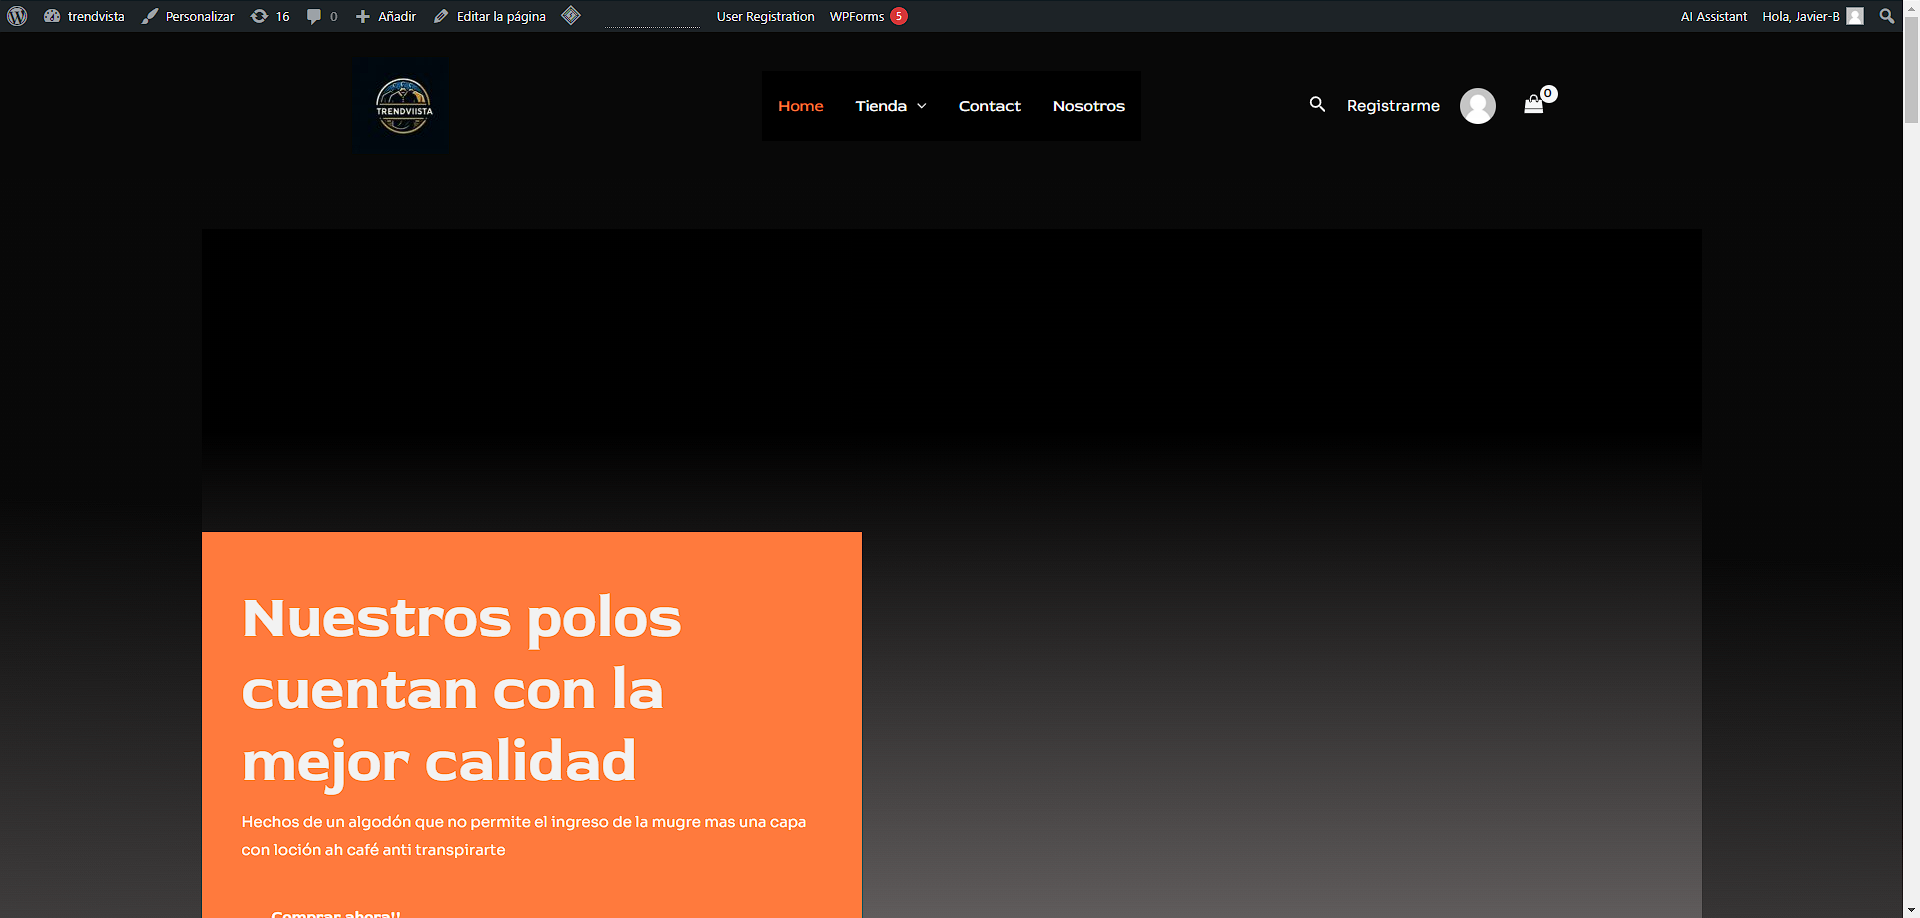 trendvista Personalizar 16 0 Añadir Editar la página User Registration WPForms 5 AI Assistant Hola, Javier-B
TRENDVIISTA
Home Tienda Contact Nosotros
Registrarme 0
Nuestros polos
cuentan con la
mejor calidad
Hechos de un algodón que no permite el ingreso de la mugre mas una capa
con loción ah café anti transpirarte
Comprar ahora!!